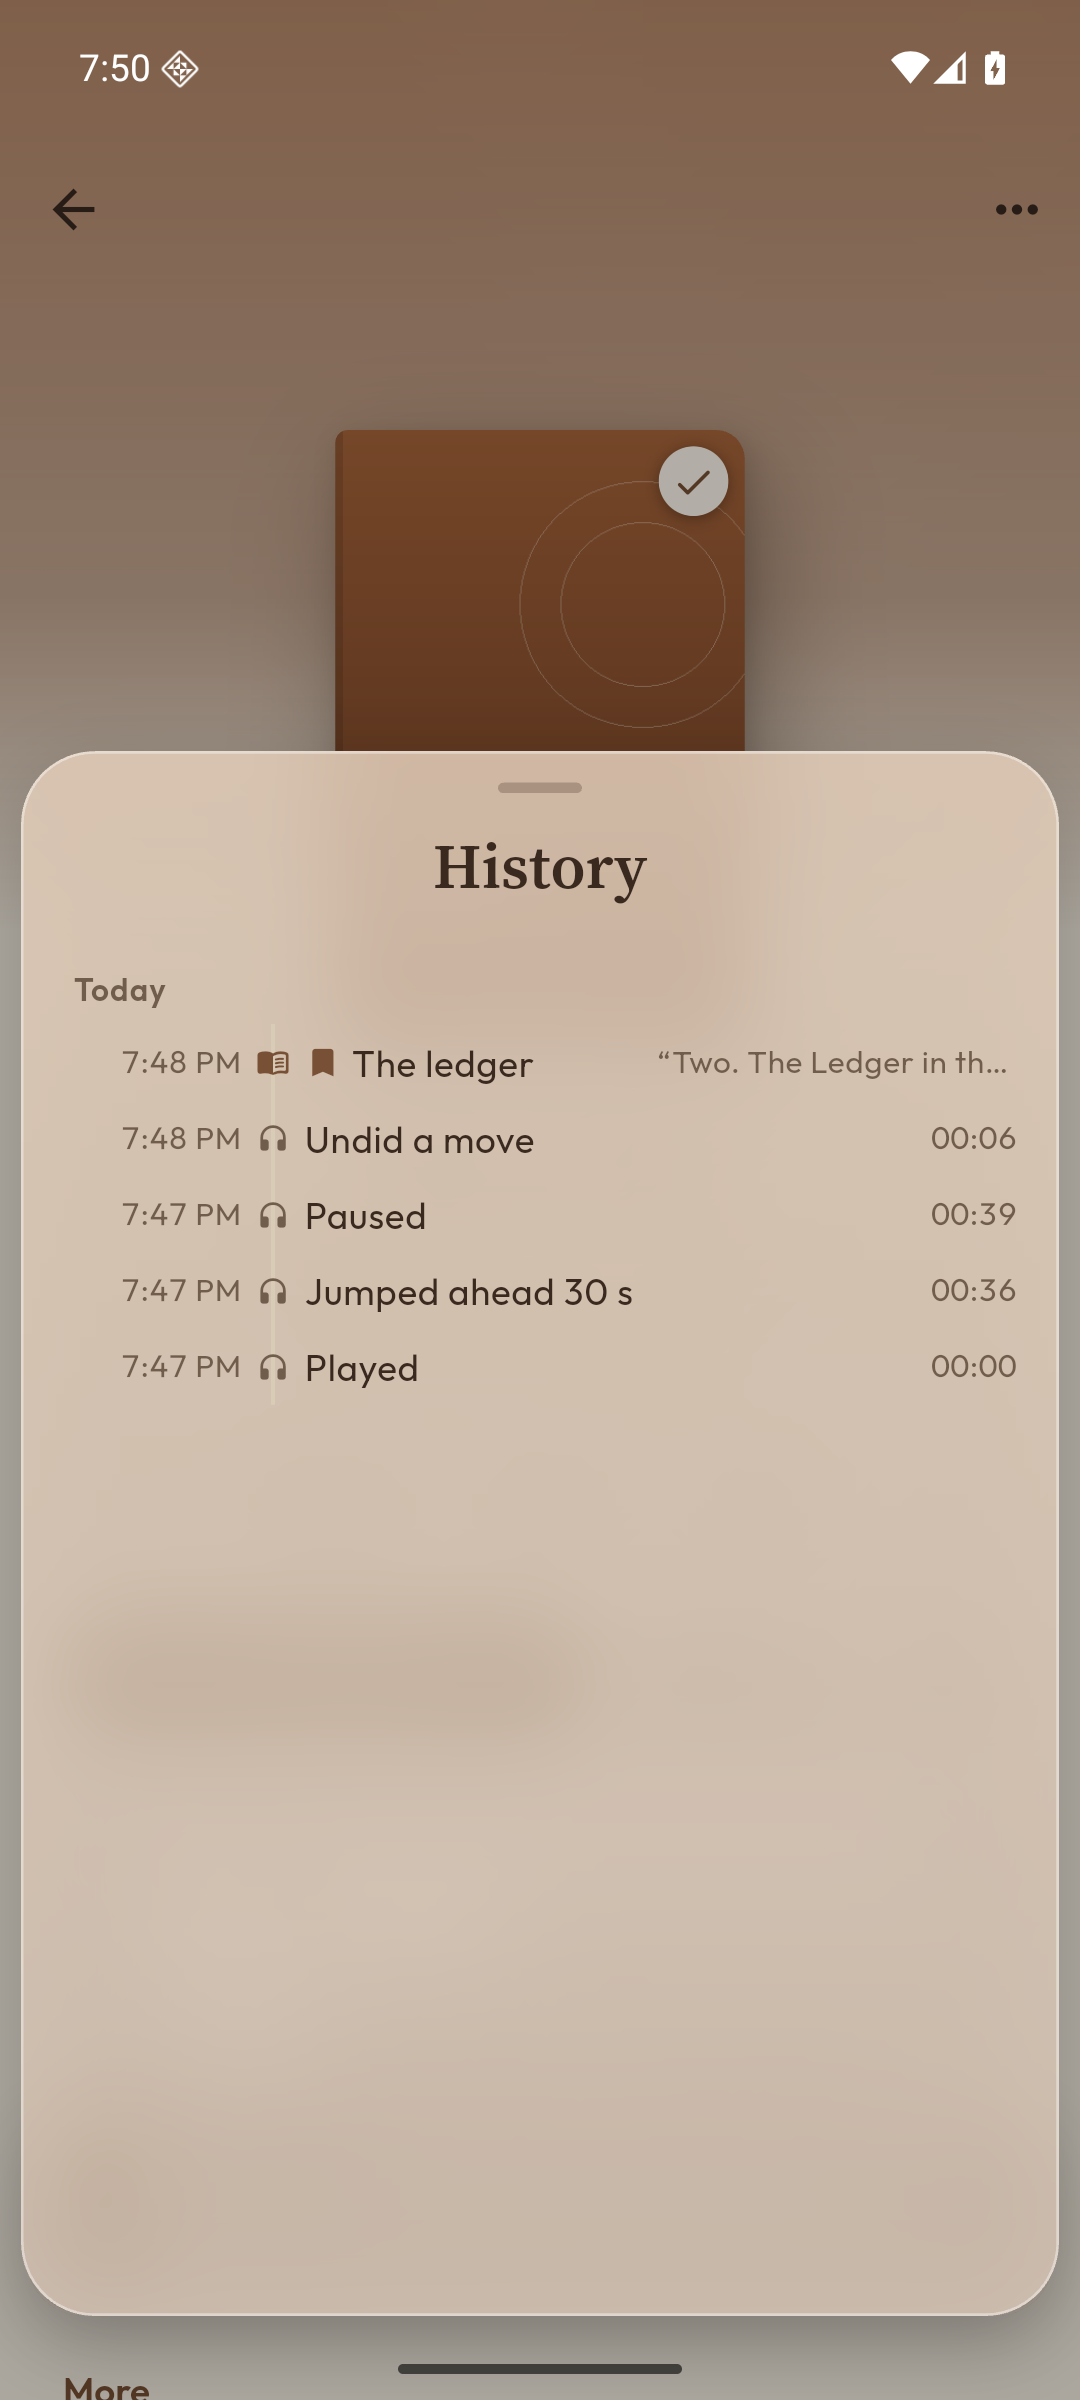 7:50
History
Today
7:48 PM The ledger “Two. The Ledger in th…
7:48 PM Undid a move 00:06
7:47 PM Paused 00:39
7:47 PM Jumped ahead 30 s 00:36
7:47 PM Played 00:00
More